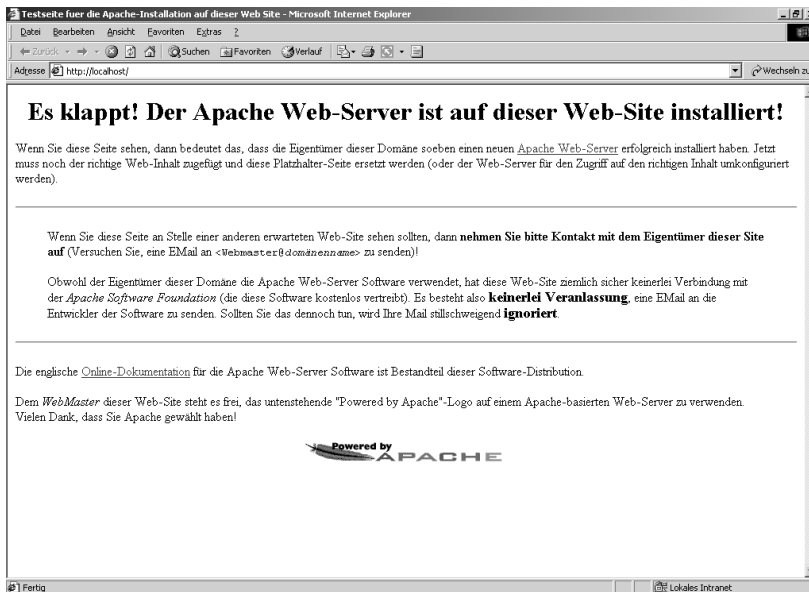 Testseite fuer die Apache-Installation auf dieser Web Site - Microsoft Internet Explorer
Datei Bearbeiten Ansicht Favoriten Extras ?
Zurück Suchen Favoriten Verlauf
Adresse http://localhost/ Wechseln zu
Es klappt! Der Apache Web-Server ist auf dieser Web-Site installiert!
Wenn Sie diese Seite sehen, dann bedeutet das, dass die Eigentümer dieser Domäne soeben einen neuen Apache Web-Server erfolgreich installiert haben. Jetzt
muss noch der richtige Web-Inhalt zugefügt und diese Platzhalter-Seite ersetzt werden (oder der Web-Server für den Zugriff auf den richtigen Inhalt umkonfiguriert
werden).
Wenn Sie diese Seite an Stelle einer anderen erwarteten Web-Site sehen sollten, dann nehmen Sie bitte Kontakt mit dem Eigentümer dieser Site
auf (Versuchen Sie, eine EMail an <Webmaster@domänenname> zu senden)!
Obwohl der Eigentümer dieser Domäne die Apache Web-Server Software verwendet, hat diese Web-Site ziemlich sicher keinerlei Verbindung mit
der Apache Software Foundation (die diese Software kostenlos vertreibt). Es besteht also keinerlei Veranlassung, eine EMail an die
Entwickler der Software zu senden. Sollten Sie das dennoch tun, wird Ihre Mail stillschweigend ignoriert.
Die englische Online-Dokumentation für die Apache Web-Server Software ist Bestandteil dieser Software-Distribution.
Dem WebMaster dieser Web-Site steht es frei, das untenstehende "Powered by Apache"-Logo auf einem Apache-basierten Web-Server zu verwenden.
Vielen Dank, dass Sie Apache gewählt haben!
Powered by
APACHE
Fertig Lokales Intranet